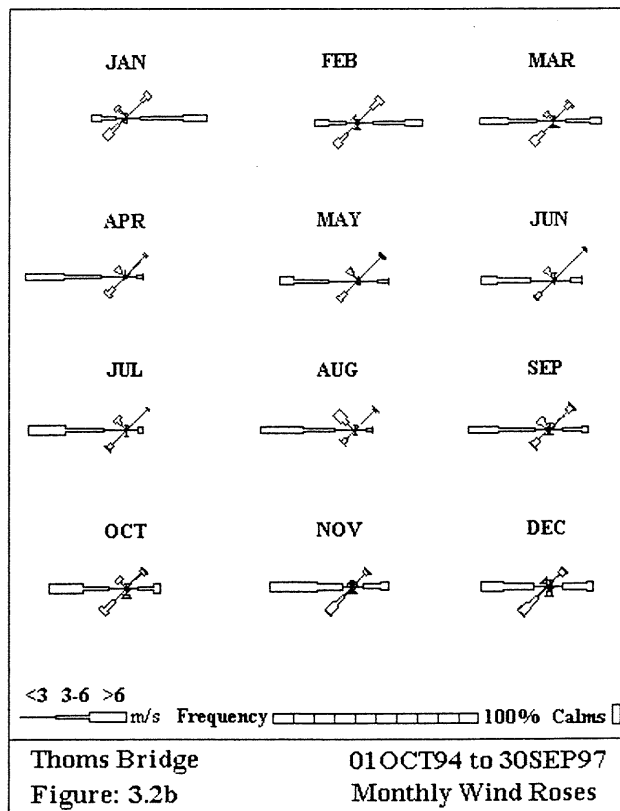 JAN FEB MAR
APR MAY JUN
JUL AUG SEP
OCT NOV DEC
<3 3-6 >6
m/s Frequency 100% Calms
Thoms Bridge 01OCT94 to 30SEP97
Figure: 3.2b Monthly Wind Roses